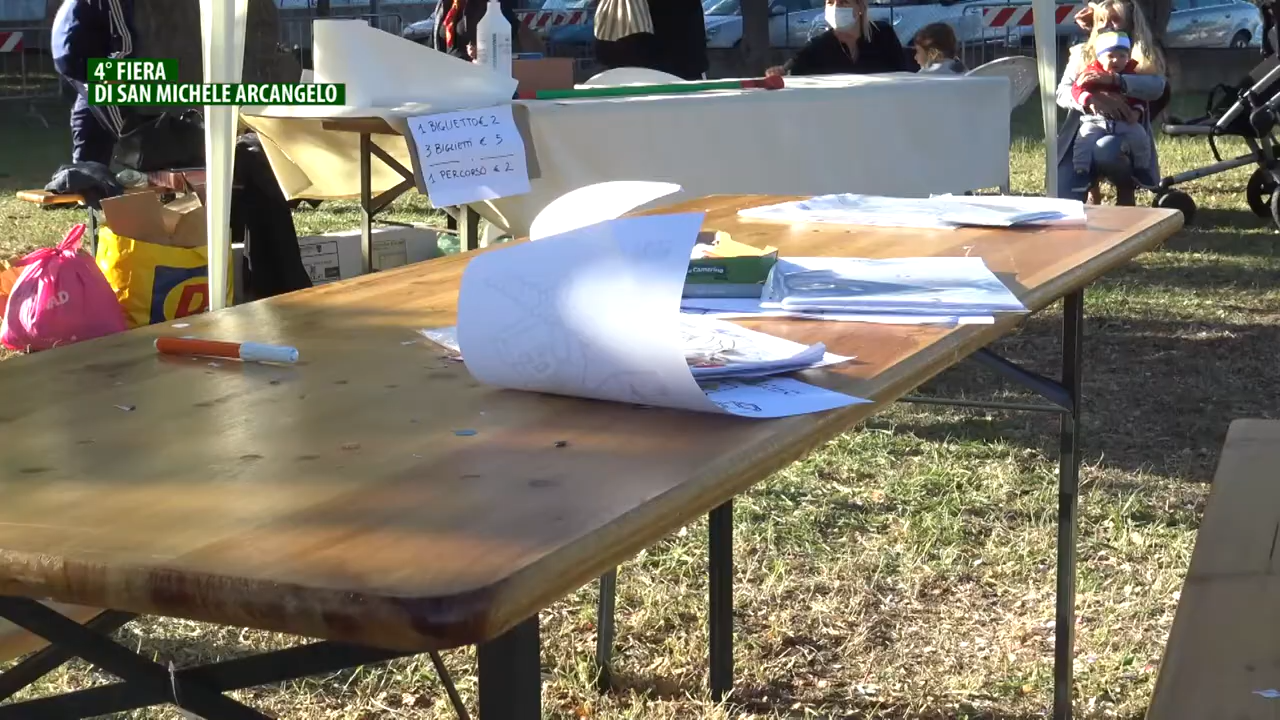 4° FIERA
DI SAN MICHELE ARCANGELO
1 BIGLIETTO € 2
3 BIGLIETTI € 5
1 PERCORSO € 2